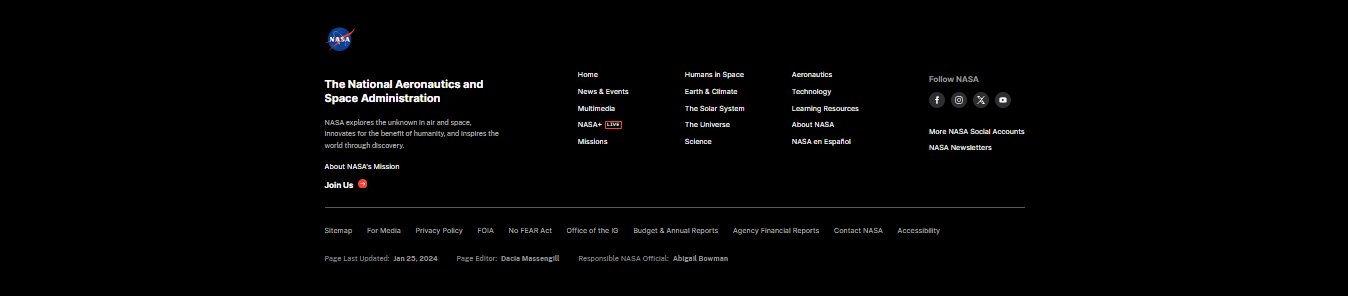 NASA
The National Aeronautics and
Space Administration
NASA explores the unknown in air and space,
innovates for the benefit of humanity, and inspires the
world through discovery.
About NASA's Mission
Join Us
Home
News & Events
Multimedia
NASA+ LIVE
Missions
Humans in Space
Earth & Climate
The Solar System
The Universe
Science
Aeronautics
Technology
Learning Resources
About NASA
NASA en Español
Follow NASA
More NASA Social Accounts
NASA Newsletters
Sitemap For Media Privacy Policy FOIA No FEAR Act Office of the IG Budget & Annual Reports Agency Financial Reports Contact NASA Accessibility
Page Last Updated: Jan 25, 2024 Page Editor: Dacia Massengill Responsible NASA Official: Abigail Bowman